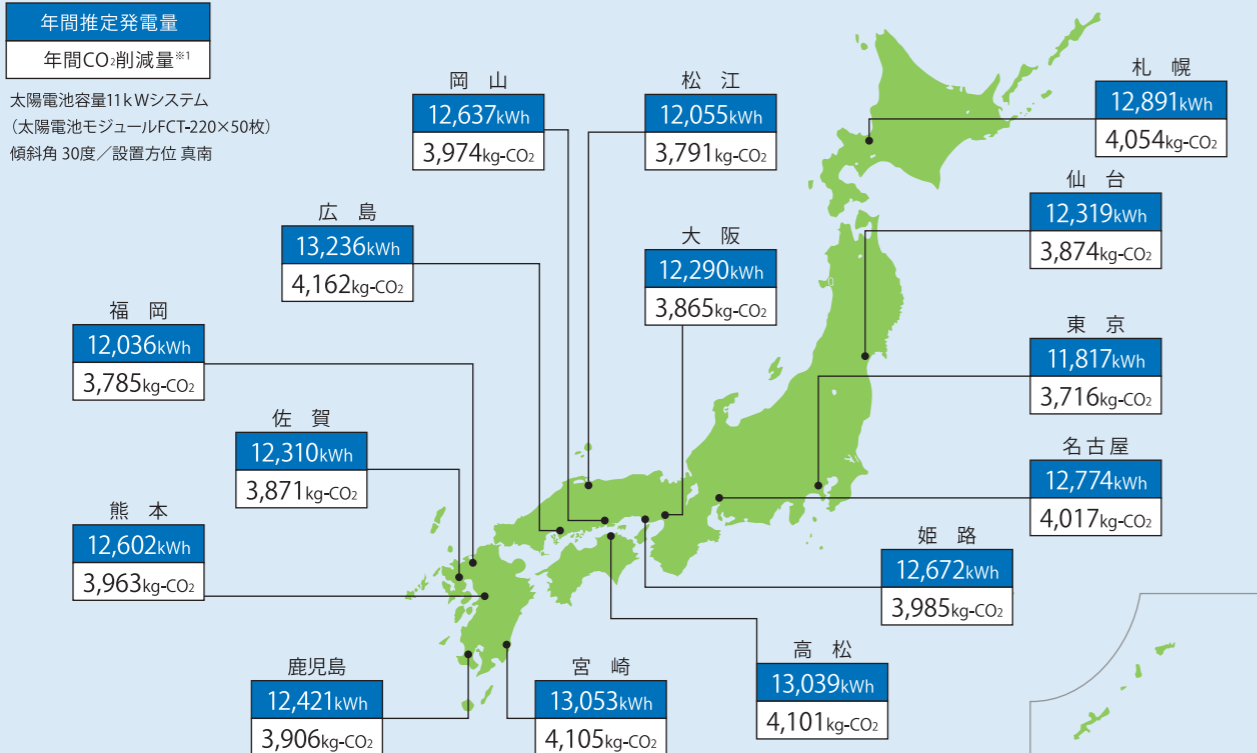 年間推定発電量
年間CO₂削減量※1
太陽電池容量11kWシステム
(太陽電池モジュールFCT-220×50枚)
傾斜角 30度/設置方位 真南
岡 山
12,637kWh
3,974kg-CO₂
松 江
12,055kWh
3,791kg-CO₂
札 幌
12,891kWh
4,054kg-CO₂
仙 台
12,319kWh
3,874kg-CO₂
広 島
13,236kWh
4,162kg-CO₂
大 阪
12,290kWh
3,865kg-CO₂
福 岡
12,036kWh
3,785kg-CO₂
東 京
11,817kWh
3,716kg-CO₂
佐 賀
12,310kWh
3,871kg-CO₂
名古屋
12,774kWh
4,017kg-CO₂
熊 本
12,602kWh
3,963kg-CO₂
姫 路
12,672kWh
3,985kg-CO₂
鹿児島
12,421kWh
3,906kg-CO₂
宮 崎
13,053kWh
4,105kg-CO₂
高 松
13,039kWh
4,101kg-CO₂